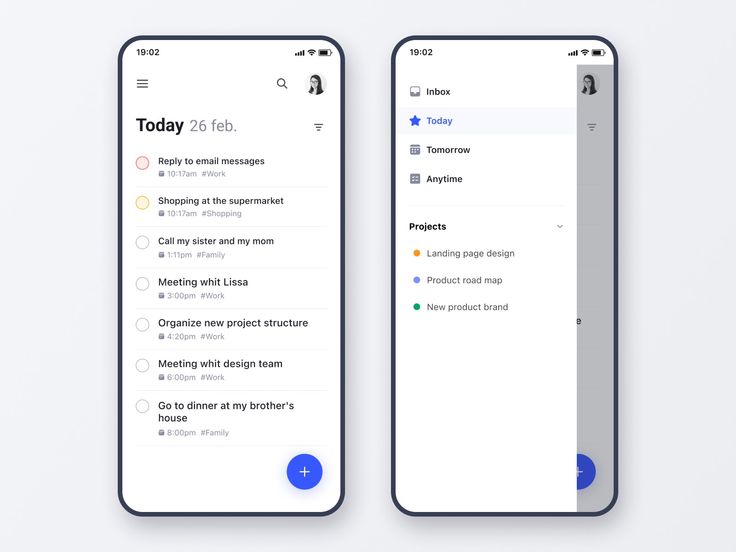 19:02
Today 26 feb.
Reply to email messages
10:17am #Work
Shopping at the supermarket
10:17am #Shopping
Call my sister and my mom
1:11pm #Family
Meeting whit Lissa
3:00pm #Work
Organize new project structure
4:20pm #Work
Meeting whit design team
6:00pm #Work
Go to dinner at my brother's
house
8:00pm #Family
19:02
Inbox
Today
Tomorrow
Anytime
Projects
Landing page design
Product road map
New product brand
e